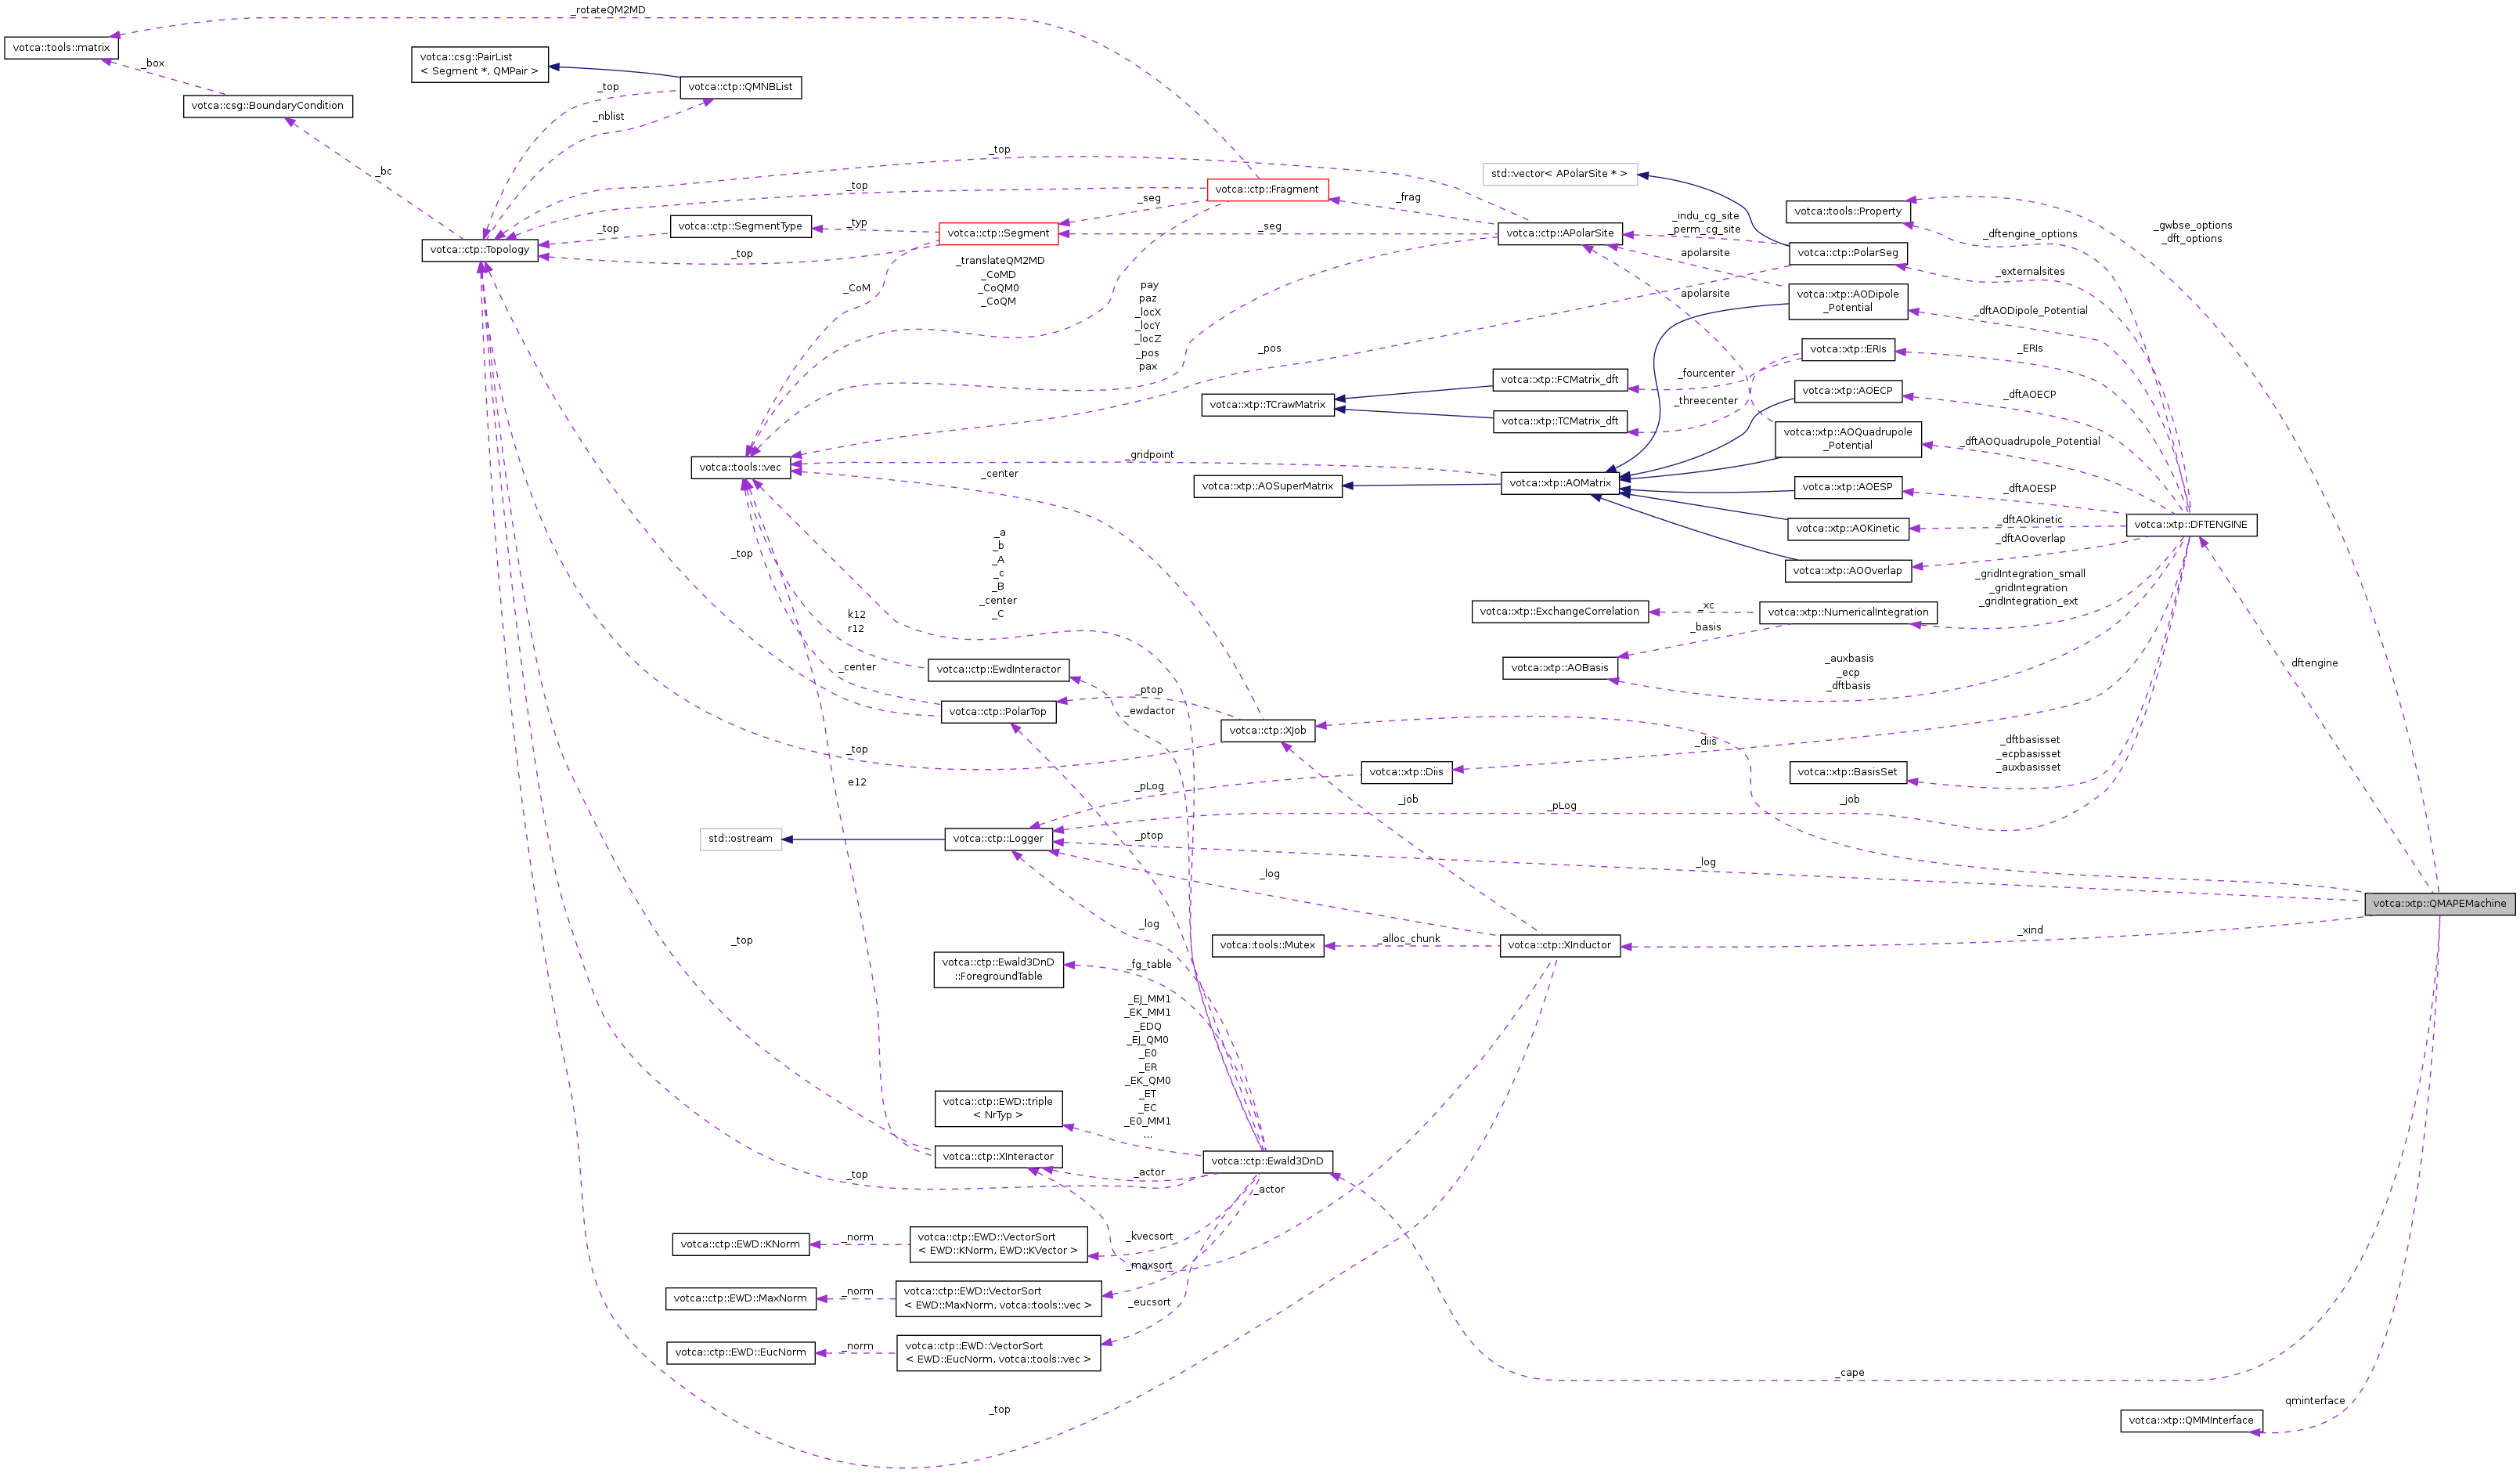 _rotateQM2MD
votca::tools::matrix
votca::csg::PairList
< Segment *, QMPair >
_box
_top
votca::ctp::QMNBList
votca::csg::BoundaryCondition
_nblist
_top
_bc
std::vector< APolarSite * >
_top
votca::ctp::Fragment
_seg
_frag
votca::tools::Property
_indu_cg_site
_perm_cg_site
_gwbse_options
_dft_options
_dftengine_options
_top
votca::ctp::SegmentType
_typ
votca::ctp::Segment
_seg
votca::ctp::APolarSite
votca::ctp::Topology
_top
apolarsite
votca::ctp::PolarSeg
_externalsites
_translateQM2MD
_CoMD
_CoQM0
_CoQM
_CoM
pay
paz
_locX
_locY
_locZ
_pos
pax
apolarsite
votca::xtp::AODipole
_Potential
_dftAODipole_Potential
_pos
votca::xtp::ERIs
_ERIs
_fourcenter
votca::xtp::FCMatrix_dft
votca::xtp::AOECP
_dftAOECP
votca::xtp::TCrawMatrix
_threecenter
votca::xtp::TCMatrix_dft
votca::xtp::AOQuadrupole
_Potential
_dftAOQuadrupole_Potential
votca::tools::vec
_gridpoint
_center
votca::xtp::AOSuperMatrix
votca::xtp::AOMatrix
votca::xtp::AOESP
_dftAOESP
votca::xtp::AOKinetic
_dftAOkinetic
votca::xtp::DFTENGINE
_dftAOoverlap
_top
_a
_b
_A
_c
_B
_center
_C
votca::xtp::AOOverlap
_gridIntegration_small
_gridIntegration
_gridIntegration_ext
k12
r12
votca::xtp::ExchangeCorrelation
_xc
votca::xtp::NumericalIntegration
_basis
_center
votca::ctp::EwdInteractor
votca::xtp::AOBasis
_auxbasis
_ecp
_dftbasis
dftengine
_ptop
votca::ctp::PolarTop
_ewdactor
votca::ctp::XJob
_top
_diis
_dftbasisset
_ecpbasisset
_auxbasisset
e12
_pLog
votca::xtp::Diis
votca::xtp::BasisSet
_job
_pLog
_job
std::ostream
votca::ctp::Logger
_ptop
_log
_log
votca::xtp::QMAPEMachine
_log
_top
votca::tools::Mutex
_alloc_chunk
votca::ctp::XInductor
_xind
votca::ctp::Ewald3DnD
::ForegroundTable
_fg_table
_EJ_MM1
_EK_MM1
_EDQ
_EJ_QM0
_E0
_ER
_EK_QM0
_ET
_EC
_E0_MM1
...
votca::ctp::EWD::triple
< NrTyp >
votca::ctp::XInteractor
votca::ctp::Ewald3DnD
_top
_actor
_actor
votca::ctp::EWD::KNorm
_norm
votca::ctp::EWD::VectorSort
< EWD::KNorm, EWD::KVector >
_kvecsort
_maxsort
votca::ctp::EWD::MaxNorm
_norm
votca::ctp::EWD::VectorSort
< EWD::MaxNorm, votca::tools::vec >
_eucsort
votca::ctp::EWD::EucNorm
_norm
votca::ctp::EWD::VectorSort
< EWD::EucNorm, votca::tools::vec >
_cape
_top
qminterface
votca::xtp::QMMInterface